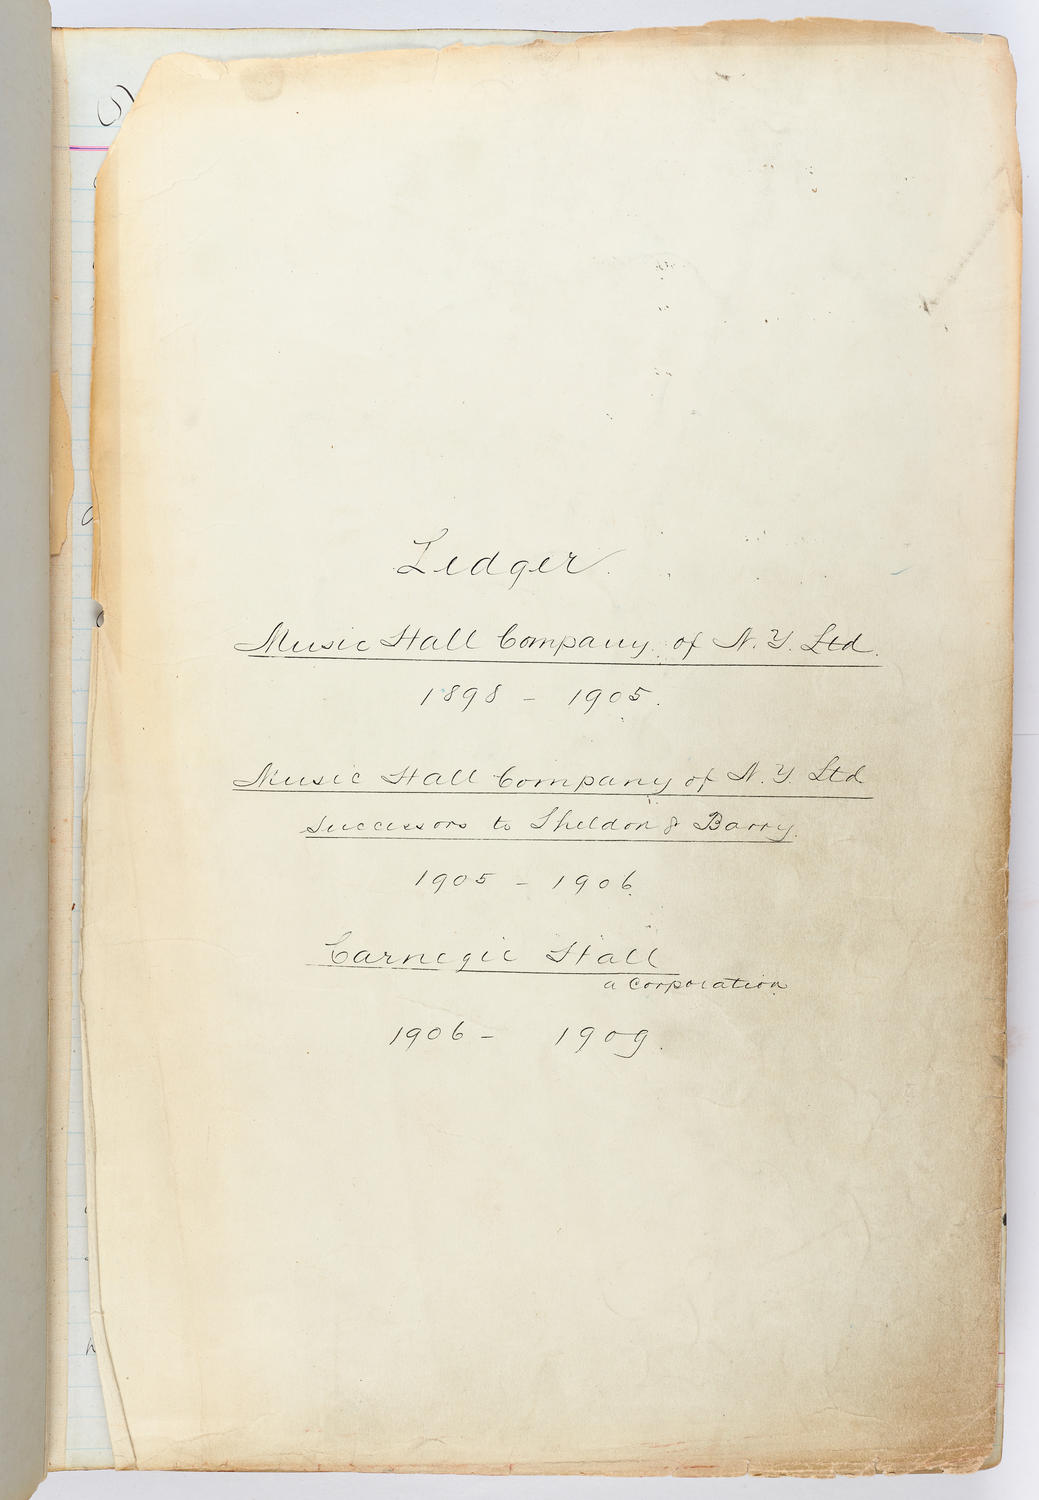 Ledger.
Music Hall Company of N.Y. Ltd.
1898 - 1905.
Music Hall Company of N.Y. Ltd
Successors to Sheldon & Barry.
1905 - 1906
Carnegie Hall
a Corporation
1906 - 1909.